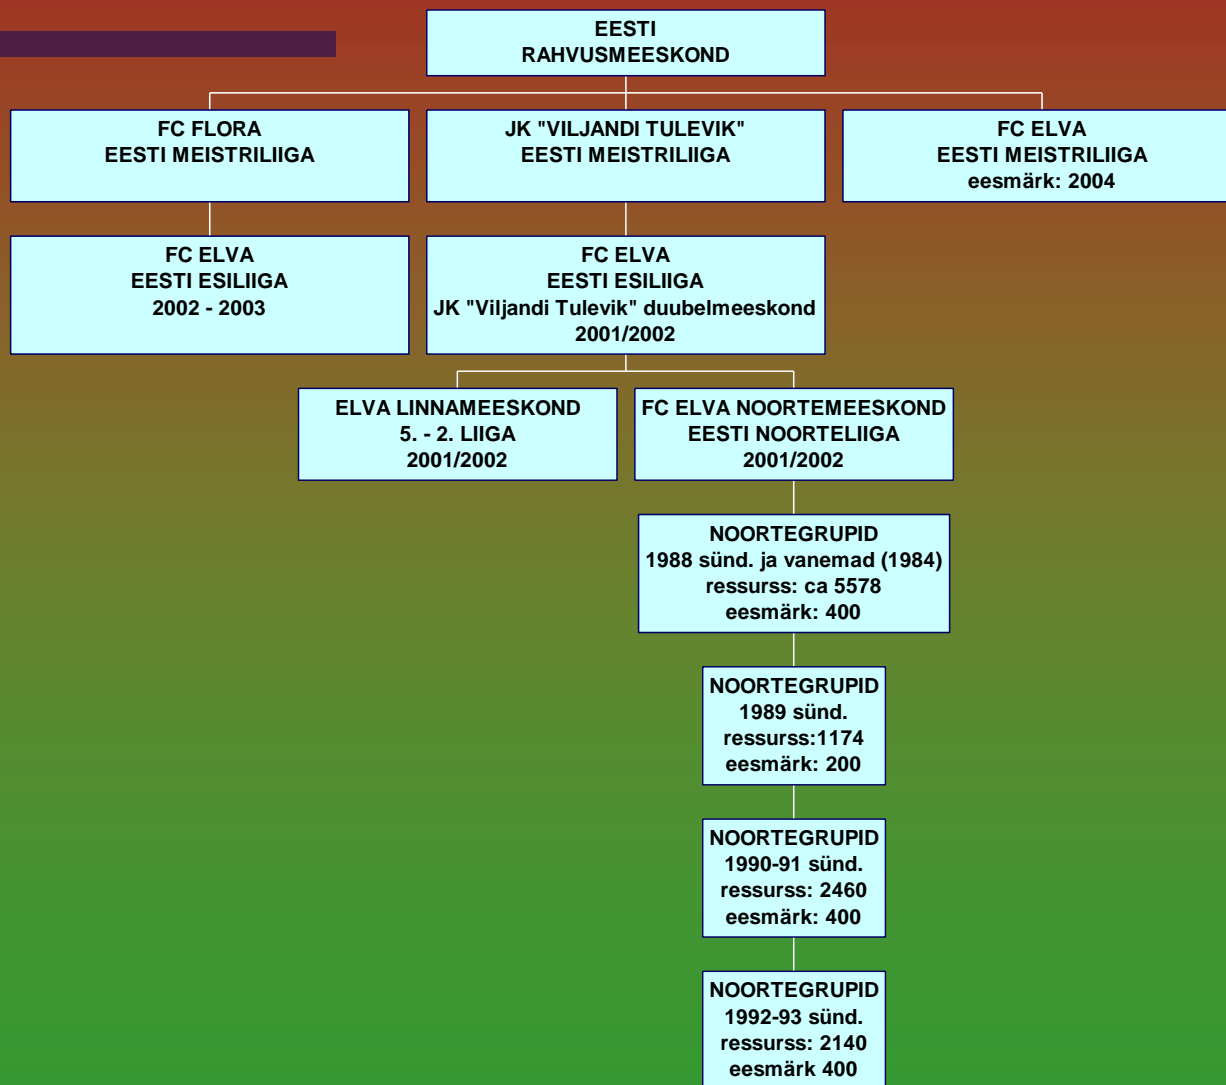 EESTI
RAHVUSMEESKOND
FC FLORA
EESTI MEISTRILIIGA
JK "VILJANDI TULEVIK"
EESTI MEISTRILIIGA
FC ELVA
EESTI MEISTRILIIGA
eesmärk: 2004
FC ELVA
EESTI ESILIIGA
2002 - 2003
FC ELVA
EESTI ESILIIGA
JK "Viljandi Tulevik" duubelmeeskond
2001/2002
ELVA LINNAMEESKOND
5. - 2. LIIGA
2001/2002
FC ELVA NOORTEMEESKOND
EESTI NOORTELIIGA
2001/2002
NOORTEGRUPID
1988 sünd. ja vanemad (1984)
ressurss: ca 5578
eesmärk: 400
NOORTEGRUPID
1989 sünd.
ressurss:1174
eesmärk: 200
NOORTEGRUPID
1990-91 sünd.
ressurss: 2460
eesmärk: 400
NOORTEGRUPID
1992-93 sünd.
ressurss: 2140
eesmärk 400